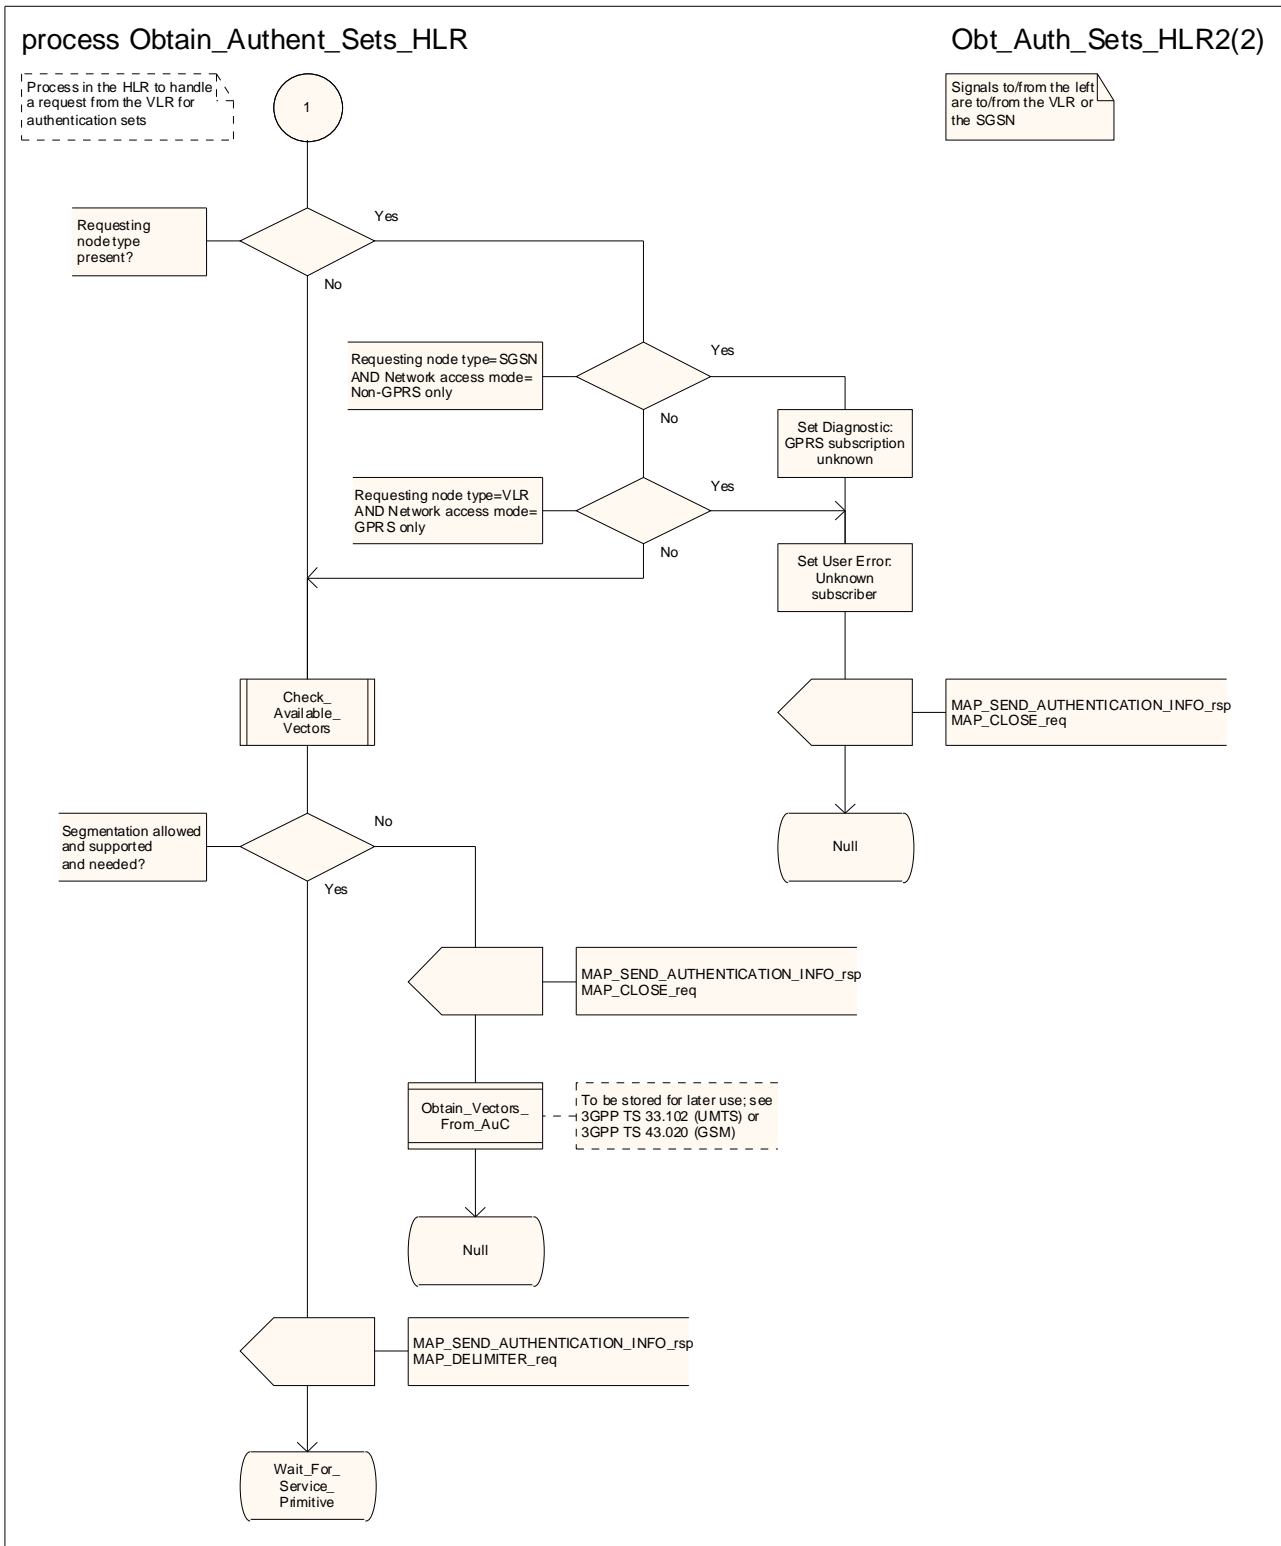 process Obtain_Authent_Sets_HLR
Obt_Auth_Sets_HLR2(2)
Process in the HLR to handle
a request from the VLR for
authentication sets
1
Signals to/from the left
are to/from the VLR or
the SGSN
Requesting
node type
present?
Yes
No
Requesting node type=SGSN
AND Network access mode=
Non-GPRS only
Yes
No
Set Diagnostic:
GPRS subscription
unknown
Requesting node type=VLR
AND Network access mode=
GPRS only
Yes
No
Set User Error:
Unknown
subscriber
Check_
Available_
Vectors
MAP_SEND_AUTHENTICATION_INFO_rsp
MAP_CLOSE_req
Segmentation allowed
and supported
and needed?
No
Yes
Null
MAP_SEND_AUTHENTICATION_INFO_rsp
MAP_CLOSE_req
Obtain_Vectors_
From_AuC
To be stored for later use; see
3GPP TS 33.102 (UMTS) or
3GPP TS 43.020 (GSM)
Null
MAP_SEND_AUTHENTICATION_INFO_rsp
MAP_DELIMITER_req
Wait_For_
Service_
Primitive